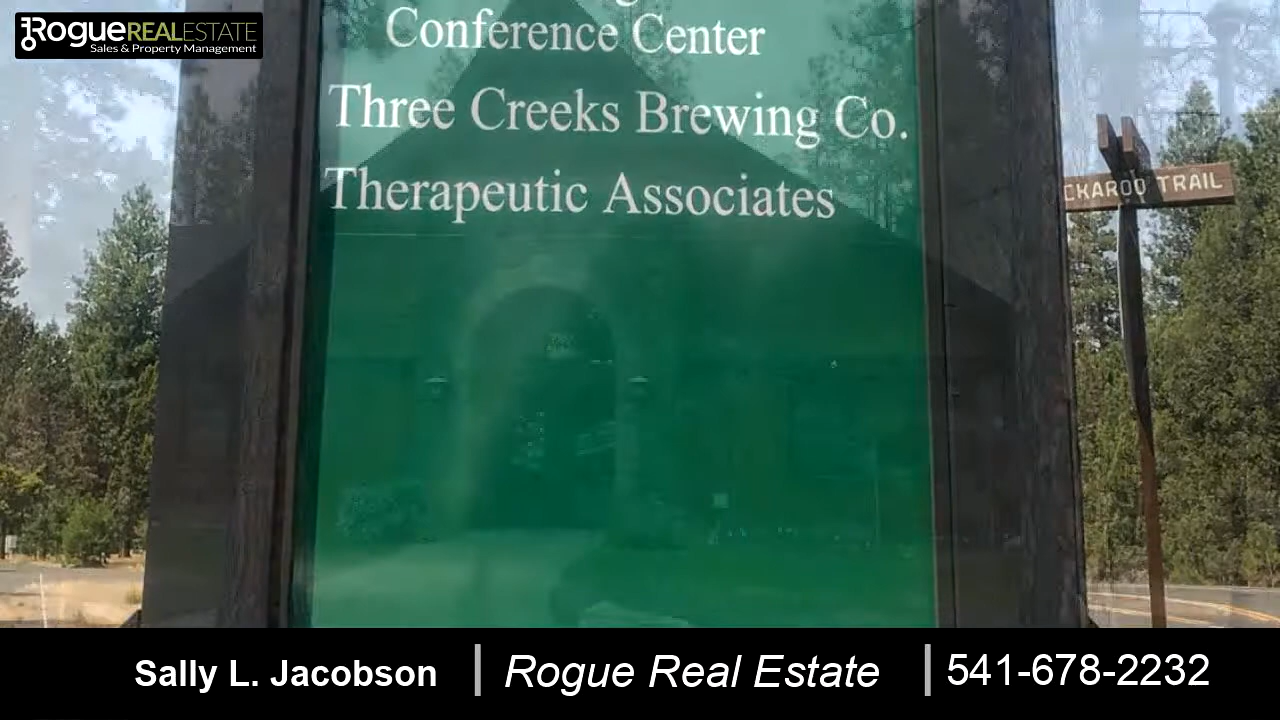 RogueREALESTATE
Sales & Property Management
Conference Center
Three Creeks Brewing Co.
Therapeutic Associates
CKAROO TRAIL
Sally L. Jacobson
Rogue Real Estate
541-678-2232